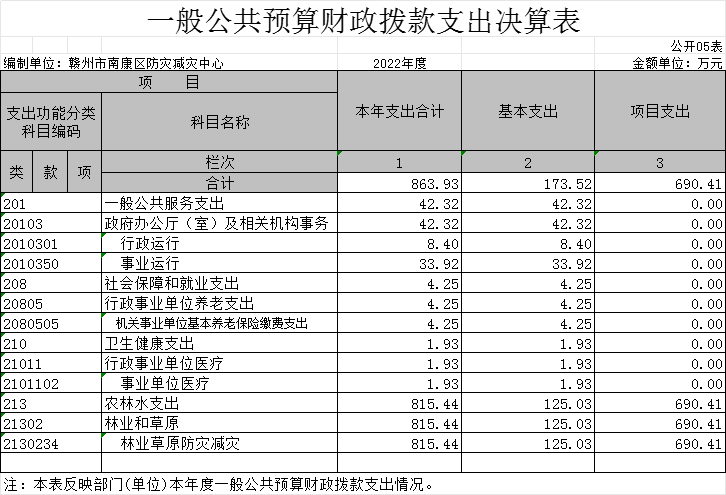 一般公共预算财政拨款支出决算表
公开05表
编制单位：赣州市南康区防灾减灾中心 2022年度 金额单位：万元
项 目 本年支出合计 基本支出 项目支出
支出功能分类科目编码 科目名称
类 款 项 栏次 1 2 3
合计 863.93 173.52 690.41
201 一般公共服务支出 42.32 42.32 0.00
20103 政府办公厅（室）及相关机构事务 42.32 42.32 0.00
2010301 行政运行 8.40 8.40 0.00
2010350 事业运行 33.92 33.92 0.00
208 社会保障和就业支出 4.25 4.25 0.00
20805 行政事业单位养老支出 4.25 4.25 0.00
2080505 机关事业单位基本养老保险缴费支出 4.25 4.25 0.00
210 卫生健康支出 1.93 1.93 0.00
21011 行政事业单位医疗 1.93 1.93 0.00
2101102 事业单位医疗 1.93 1.93 0.00
213 农林水支出 815.44 125.03 690.41
21302 林业和草原 815.44 125.03 690.41
2130234 林业草原防灾减灾 815.44 125.03 690.41
注：本表反映部门(单位)本年度一般公共预算财政拨款支出情况。